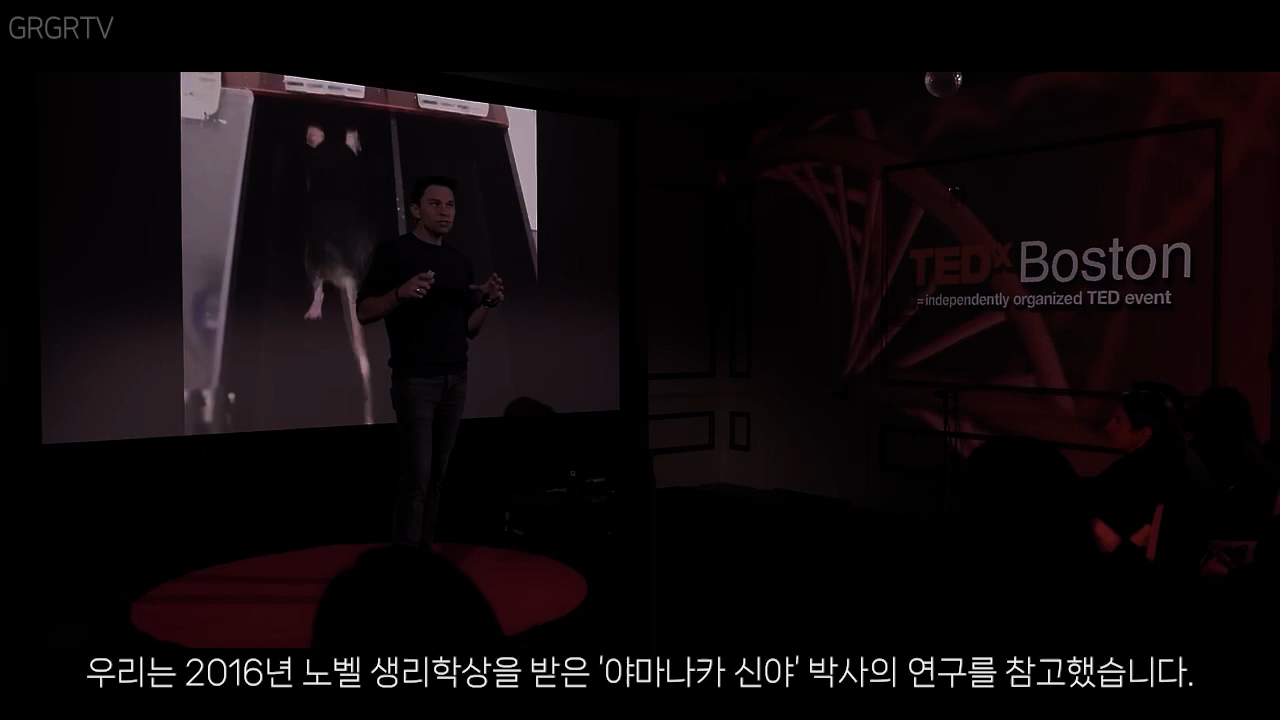 GRGRTV
TEDx Boston
=independently organized TED event
우리는 2016년 노벨 생리학상을 받은 '야마나카 신야' 박사의 연구를 참고했습니다.